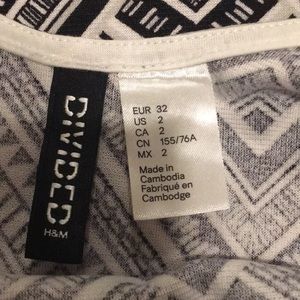 DIVIDED
H&M
EUR 32
US 2
CA 2
CN 155/76A
MX 2
Made in
Cambodia
Fabriqué en
Cambodge